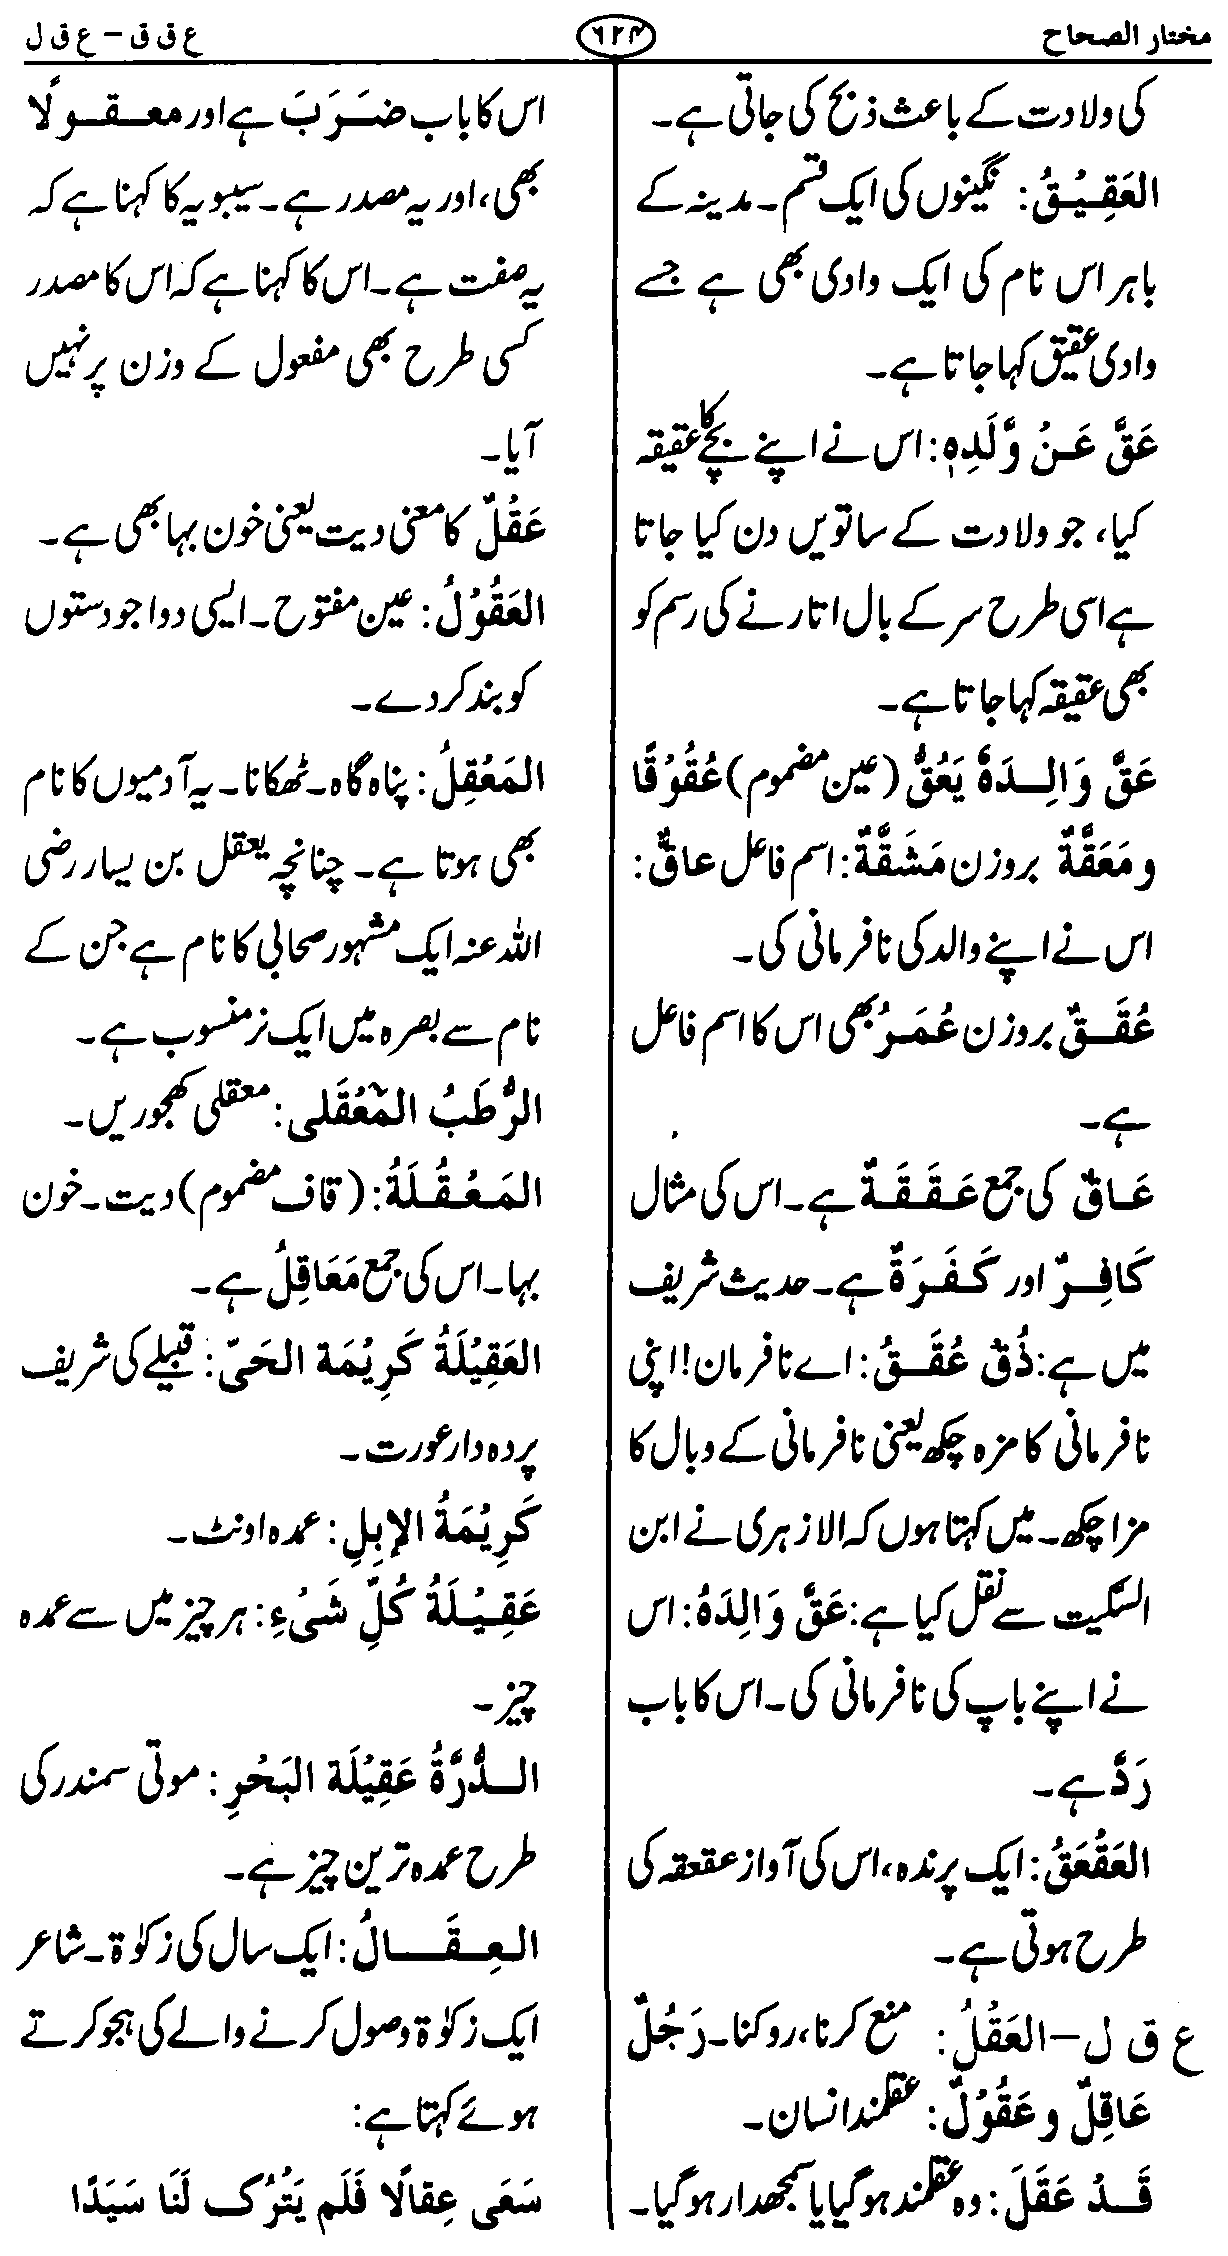 مختار الصحاح ۶۲۴ ع ق ق – ع ق ل
کی ولادت کے باعث ذبح کی جاتی ہے۔
العَقِيْقُ: نگینوں کی ایک قسم۔ مدینہ کے
باہر اس نام کی ایک وادی بھی ہے جسے
وادی عقیق کہا جاتا ہے۔
عَقَّ عَنْ وَّلَدِهٖ: اس نے اپنے بچے کا عقیقہ
کیا، جو ولادت کے ساتویں دن کیا جاتا
ہے اسی طرح سر کے بال اتارنے کی رسم کو
بھی عقیقہ کہا جاتا ہے۔
عَقَّ وَالِدَهُ يَعُقُّ (عین مضموم) عُقُوْقًا
و مَعَقَّةٌ بروزن مَشَقَّةٌ: اسم فاعل عاقٌّ:
اس نے اپنے والد کی نافرمانی کی۔
عُقَقٌ بروزن عُمَرُ بھی اس کا اسم فاعل
ہے۔
عَاقٌ کی جمع عَقَقَةٌ ہے۔ اس کی مثال
كَافِرٌ اور كَفَرَةٌ ہے۔ حدیث شریف
میں ہے: ذُقْ عُقَقُ: اے نافرمان! اپنی
نافرمانی کا مزہ چکھ یعنی نافرمانی کے وبال کا
مزا چکھ۔ میں کہتا ہوں کہ الازہری نے ابن
السّکیت سے نقل کیا ہے: عَقَّ وَالِدَهُ: اس
نے اپنے باپ کی نافرمانی کی۔ اس کا باب
رَدَّ ہے۔
العَقْعَقُ: ایک پرندہ، اس کی آواز عقعقہ کی
طرح ہوتی ہے۔
ع ق ل – العَقْلُ: منع کرنا، روکنا۔ رَجُلٌ
عَاقِلٌ و عَقُوْلٌ: عقلمند انسان۔
قَدْ عَقَلَ: وہ عقلمند ہو گیا یا سمجھدار ہو گیا۔
اس کا باب ضَرَبَ ہے اور معقولًا
بھی، اور یہ مصدر ہے۔ سیبویہ کا کہنا ہے کہ
یہ صفت ہے۔ اس کا کہنا ہے کہ اس کا مصدر
کسی طرح بھی مفعول کے وزن پر نہیں
آیا۔
عَقْلٌ کا معنی دیت یعنی خون بہا بھی ہے۔
العَقُوْلُ: عین مفتوح۔ ایسی دوا جو دستوں
کو بند کر دے۔
المَعْقِلُ: پناہ گاہ۔ ٹھکانا۔ یہ آدمیوں کا نام
بھی ہوتا ہے۔ چنانچہ یعقل بن یسار رضی
اللہ عنہ ایک مشہور صحابی کا نام ہے جن کے
نام سے بصرہ میں ایک نہر منسوب ہے۔
الرُّطَبُ المَعْقَلی: معقلی کھجوریں۔
المَعْقُلَةُ: (قاف مضموم) دیت۔ خون
بہا۔ اس کی جمع مَعَاقِلُ ہے۔
العَقِيْلَةُ كَرِيْمَة الحَىّ: قبیلے کی شریف
پردہ دار عورت۔
كَرِيْمَةُ الإبِلِ: عمدہ اونٹ۔
عَقِيْلَةُ كُلِّ شَىْءٍ: ہر چیز میں سے عمدہ
چیز۔
الدُّرَّةُ عَقِيْلَة البَحْرِ: موتی سمندر کی
طرح عمدہ ترین چیز ہے۔
العِقَالُ: ایک سال کی زکوٰۃ۔ شاعر
ایک زکوٰۃ وصول کرنے والے کی ہجو کرتے
ہوئے کہتا ہے:
سَعَى عِقالًا فَلَم يَتْرُك لَنَا سَبَدًا